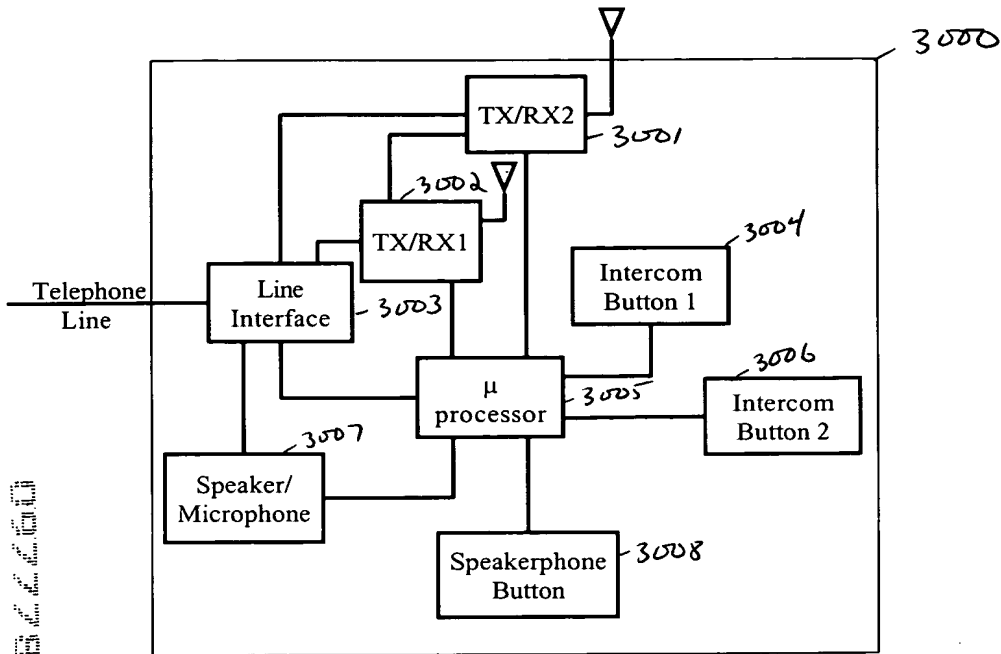 3000
TX/RX2
3001
3002
TX/RX1
3004
Intercom
Button 1
Telephone
Line
Line
Interface
3003
3006
μ
processor
3005
Intercom
Button 2
3007
Speaker/
Microphone
3008
Speakerphone
Button